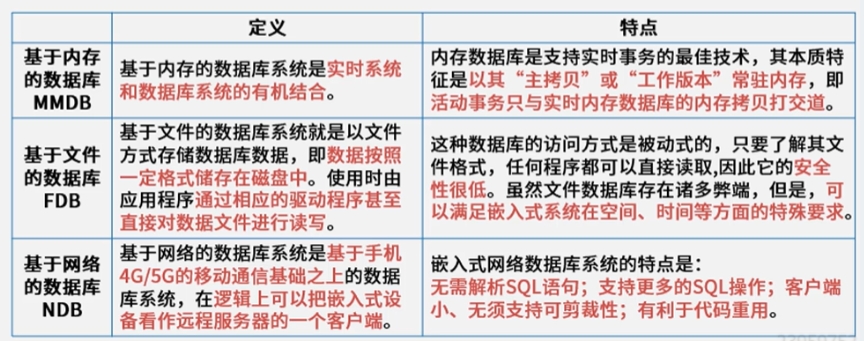 定义
特点
基于内存
的数据库
MMDB
基于内存的数据库系统是实时系统
和数据库系统的有机结合。
内存数据库是支持实时事务的最佳技术，其本质特
征是以其“主拷贝”或“工作版本”常驻内存，即
活动事务只与实时内存数据库的内存拷贝打交道。
基于文件
的数据库
FDB
基于文件的数据库系统就是以文件
方式存储数据库数据，即数据按照
一定格式储存在磁盘中。使用时由
应用程序通过相应的驱动程序甚至
直接对数据文件进行读写。
这种数据库的访问方式是被动式的，只要了解其文
件格式，任何程序都可以直接读取,因此它的安全
性很低。虽然文件数据库存在诸多弊端，但是，可
以满足嵌入式系统在空间、时间等方面的特殊要求。
基于网络
的数据库
NDB
基于网络的数据库系统是基于手机
4G/5G的移动通信基础之上的数据
库系统，在逻辑上可以把嵌入式设
备看作远程服务器的一个客户端。
嵌入式网络数据库系统的特点是：
无需解析SQL语句；支持更多的SQL操作；客户端
小、无须支持可剪裁性；有利于代码重用。